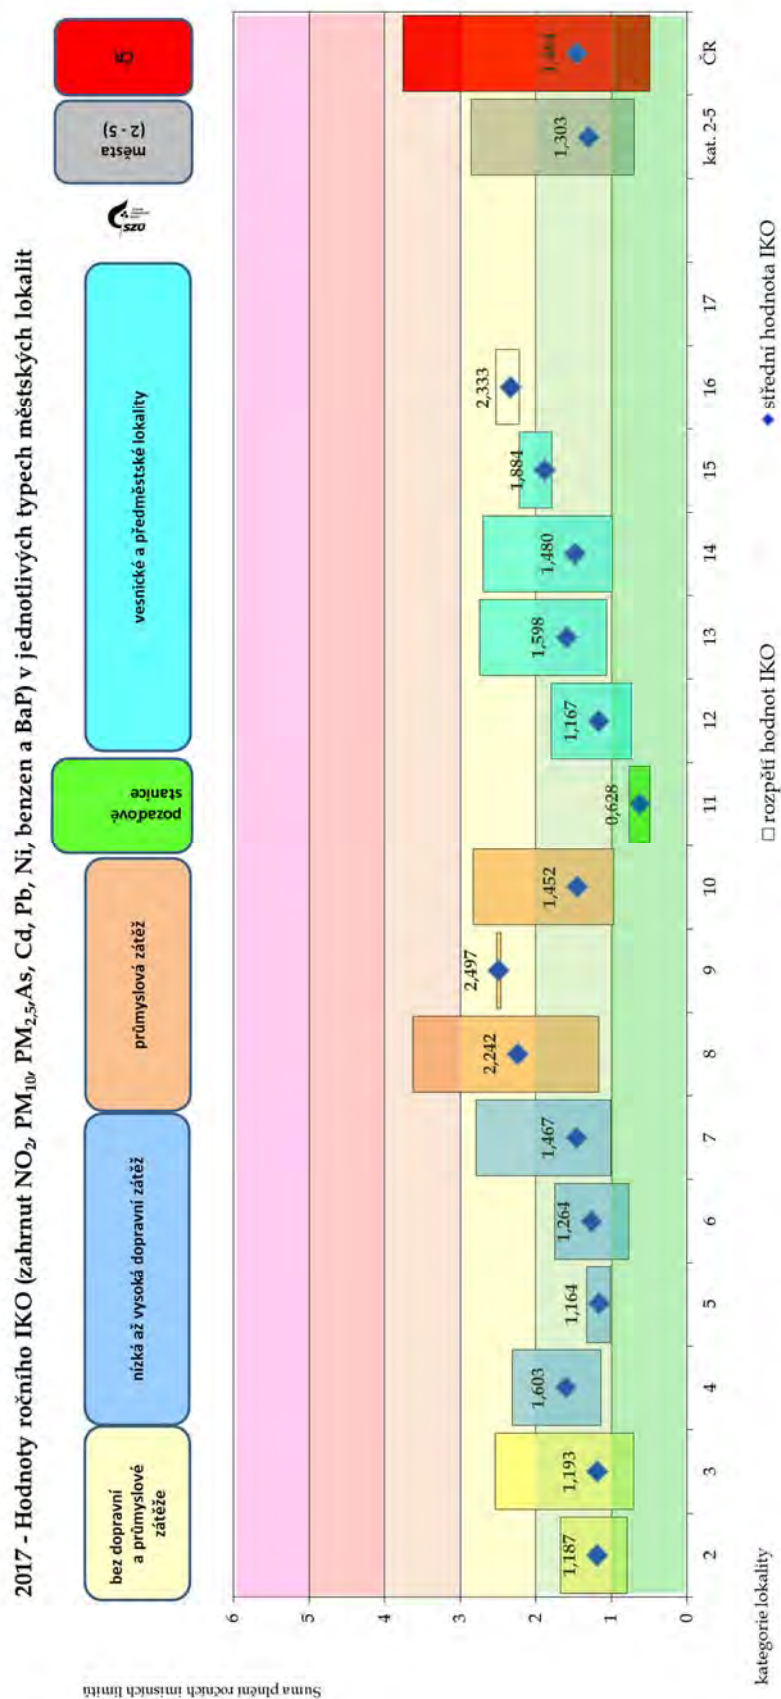 2017 - Hodnoty ročního IKO (zahrnut NO₂, PM₁₀, PM₂,₅,As, Cd, Pb, Ni, benzen a BaP) v jednotlivých typech městských lokalit
bez dopravní
a průmyslové
zátěže
nízká až vysoká dopravní zátěž
průmyslová zátěž
pozaďové
stanice
vesnické a předměstské lokality
SZÚ
města
(2 - 5)
ČR
Suma plnění ročních imisních limitů
6
5
4
3
2
1
0
1,187
1,193
1,603
1,164
1,264
1,467
2,242
2,497
1,452
0,628
1,167
1,598
1,480
1,884
2,333
1,303
2 3 4 5 6 7 8 9 10 11 12 13 14 15 16 17 kat. 2-5 ČR
kategorie lokality
□ rozpětí hodnot IKO
◆ střední hodnota IKO